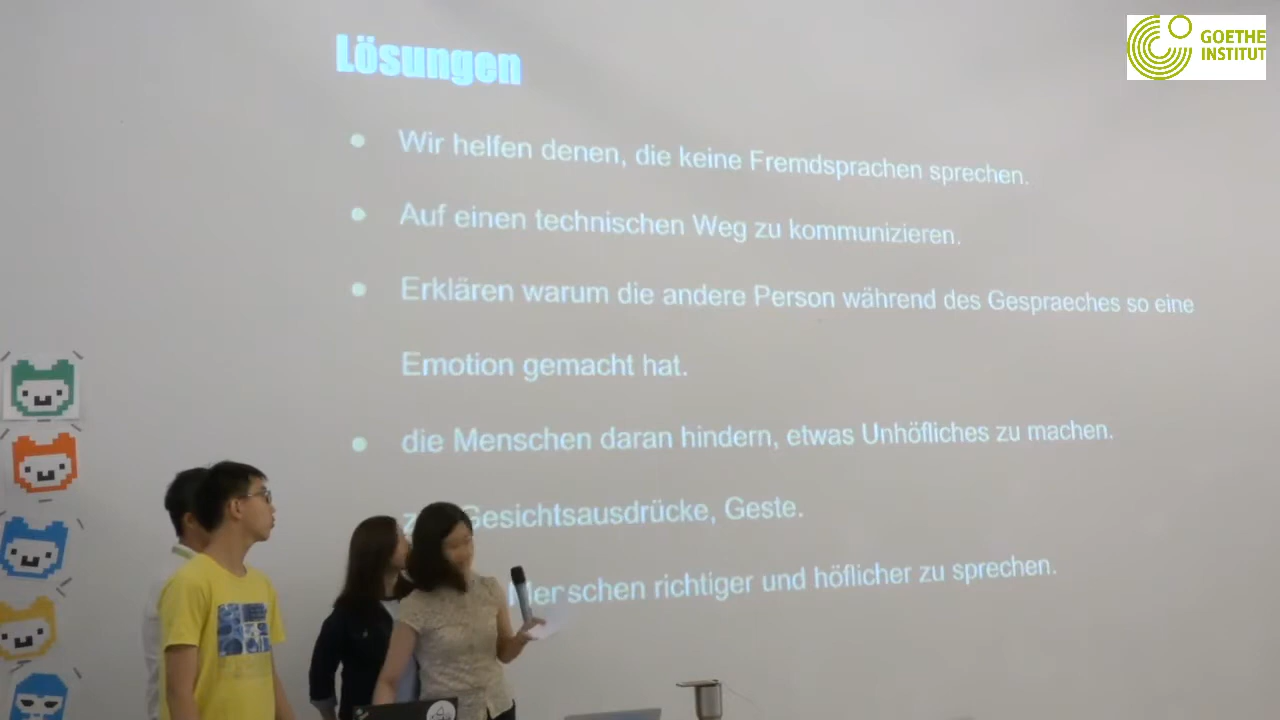 GOETHE
INSTITUT
Lösungen
Wir helfen denen, die keine Fremdsprachen sprechen.
Auf einen technischen Weg zu kommunizieren.
Erklären warum die andere Person während des Gespraeches so eine
Emotion gemacht hat.
die Menschen daran hindern, etwas Unhöfliches zu machen.
Gesichtsausdrücke, Geste.
Menschen richtiger und höflicher zu sprechen.